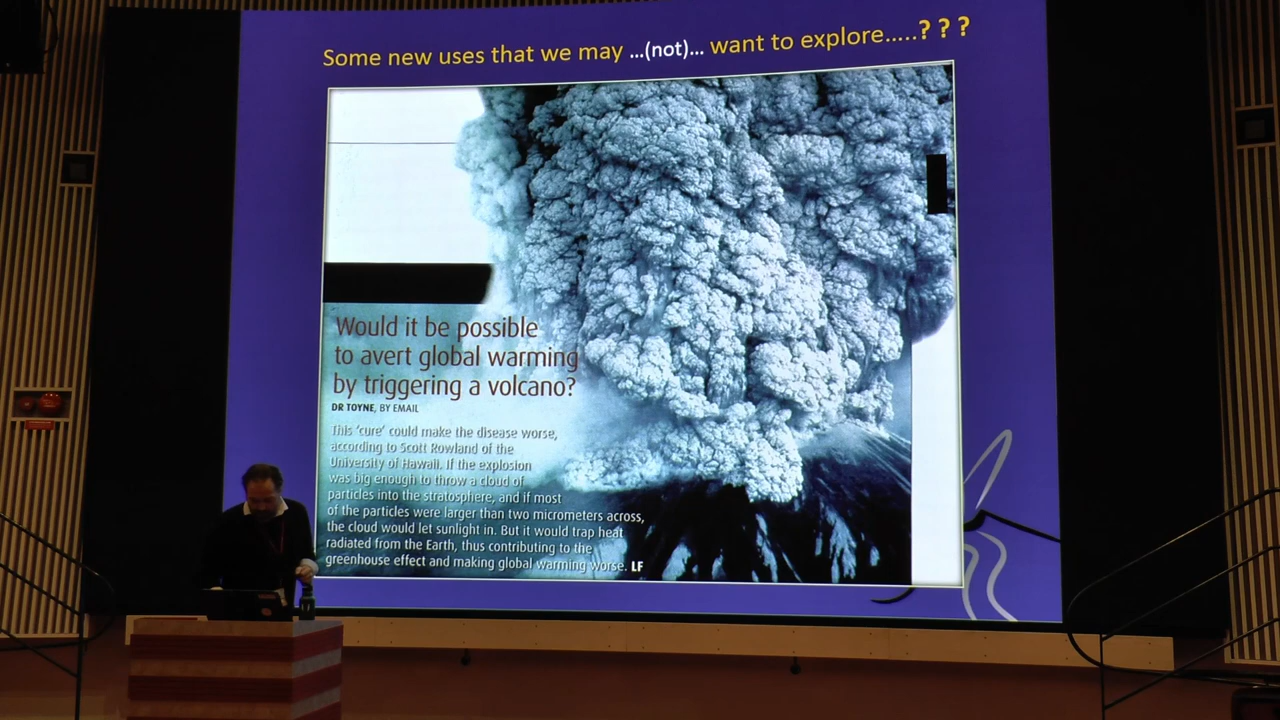 Some new uses that we may ...(not)... want to explore.....? ? ?
Would it be possible
to avert global warming
by triggering a volcano?
DR TOYNE, BY EMAIL
This 'cure' could make the disease worse,
according to Scott Rowland of the
University of Hawaii. If the explosion
was big enough to throw a cloud of
particles into the stratosphere, and if most
of the particles were larger than two micrometers across,
the cloud would let sunlight in. But it would trap heat
radiated from the Earth, thus contributing to the
greenhouse effect and making global warming worse. LF